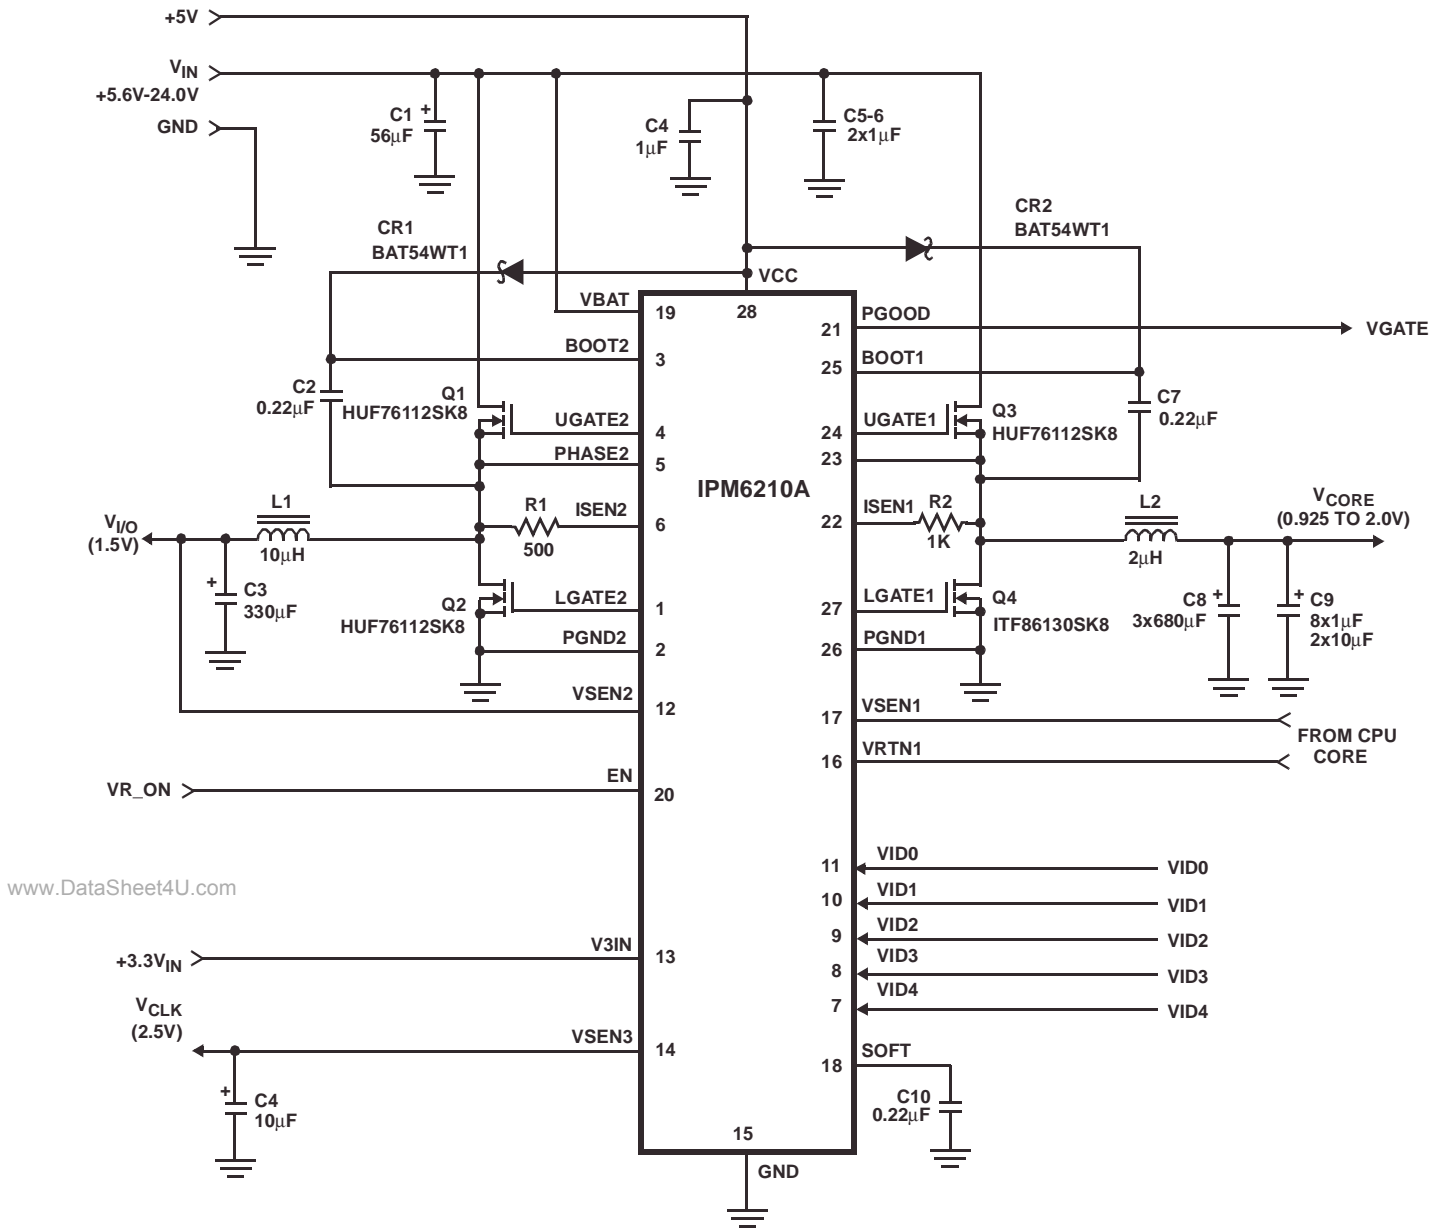 +5V
VIN
+5.6V-24.0V
GND
C1
56µF
+
C4
1µF
C5-6
2x1µF
CR1
BAT54WT1
CR2
BAT54WT1
VCC
28
VBAT
19
PGOOD
21
VGATE
BOOT2
3
BOOT1
25
C2
0.22µF
Q1
HUF76112SK8
UGATE2
4
UGATE1
24
Q3
HUF76112SK8
C7
0.22µF
PHASE2
5
23
IPM6210A
L1
10µH
VI/O
(1.5V)
R1
500
ISEN2
6
ISEN1
22
R2
1K
L2
2µH
VCORE
(0.925 TO 2.0V)
+
C3
330µF
Q2
HUF76112SK8
LGATE2
1
LGATE1
27
Q4
ITF86130SK8
C8
3x680µF
+
+
C9
8x1µF
2x10µF
PGND2
2
PGND1
26
VSEN2
12
VSEN1
17
VRTN1
16
FROM CPU
CORE
VR_ON
EN
20
VID0
11
VID0
VID1
10
VID1
VID2
9
VID2
VID3
8
VID3
VID4
7
VID4
www.DataSheet4U.com
+3.3VIN
V3IN
13
VCLK
(2.5V)
VSEN3
14
SOFT
18
+
C4
10µF
C10
0.22µF
15
GND